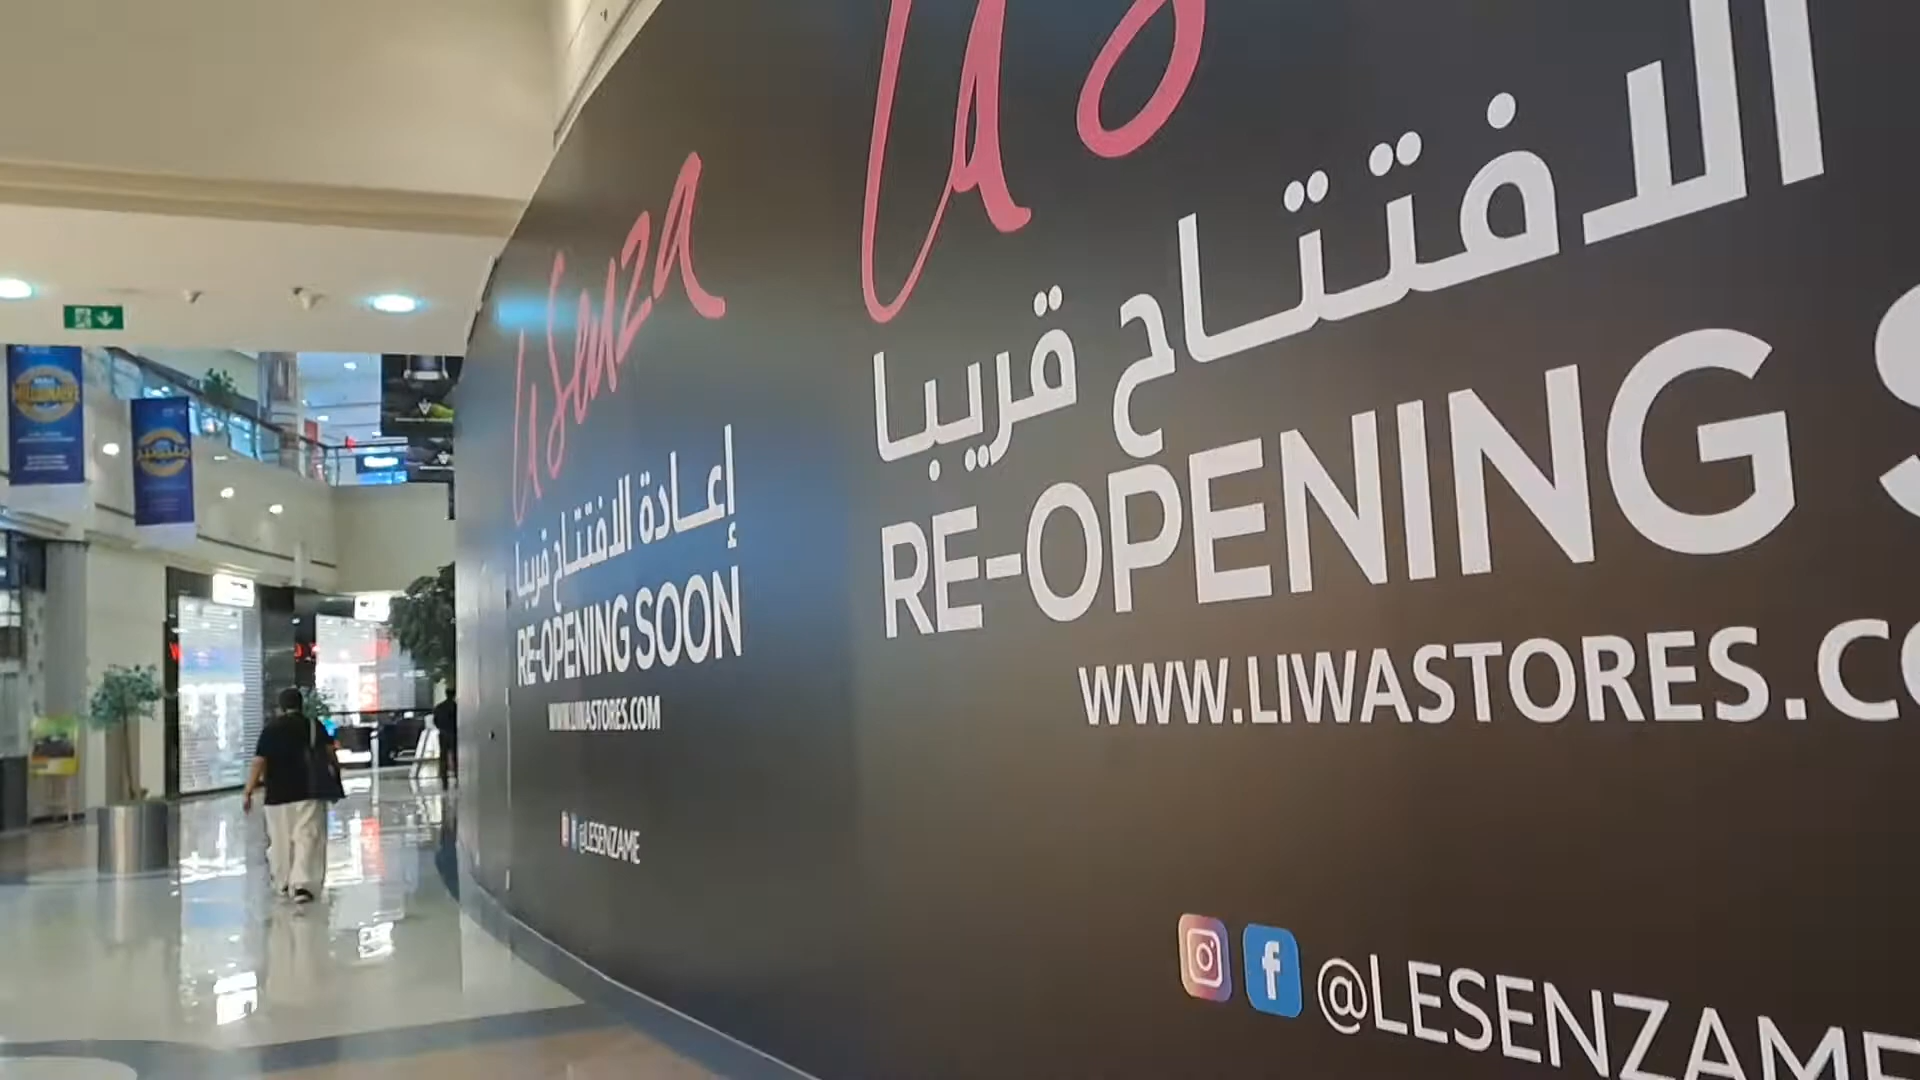 la Senza
إعادة الافتتاح قريبا
RE-OPENING SOON
WWW.LIWASTORES.COM
@LESENZAME
الافتتاح قريبا
RE-OPENING S
WWW.LIWASTORES.CO
@LESENZAME